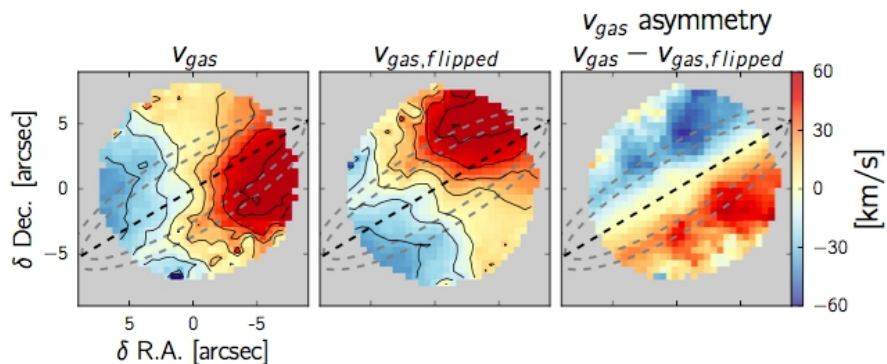 v_gas asymmetry
v_gas
v_gas,flipped
v_gas − v_gas,flipped
60
30
0
−30
−60
[km/s]
5
0
−5
δ Dec. [arcsec]
5
0
-5
δ R.A. [arcsec]